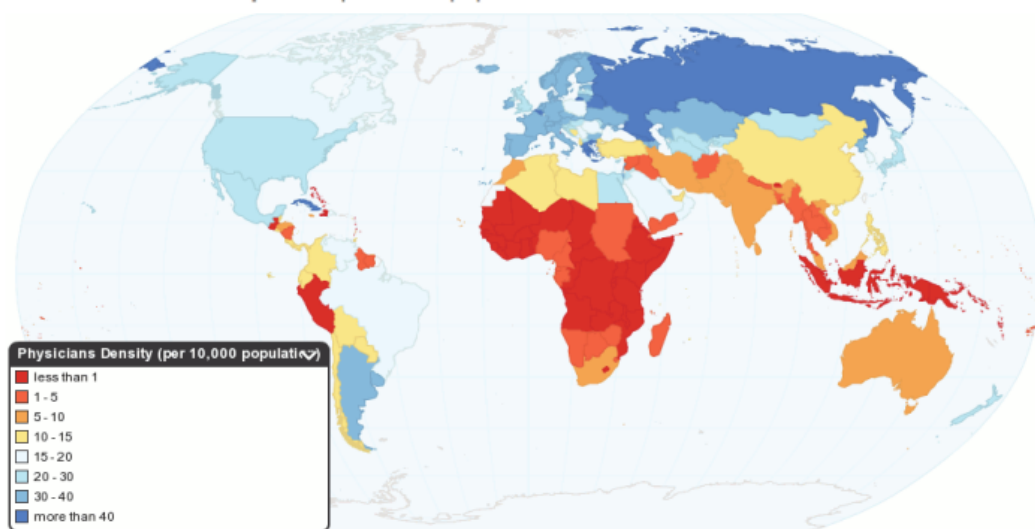 Physicians Density (per 10,000 population)
less than 1
1 - 5
5 - 10
10 - 15
15 - 20
20 - 30
30 - 40
more than 40